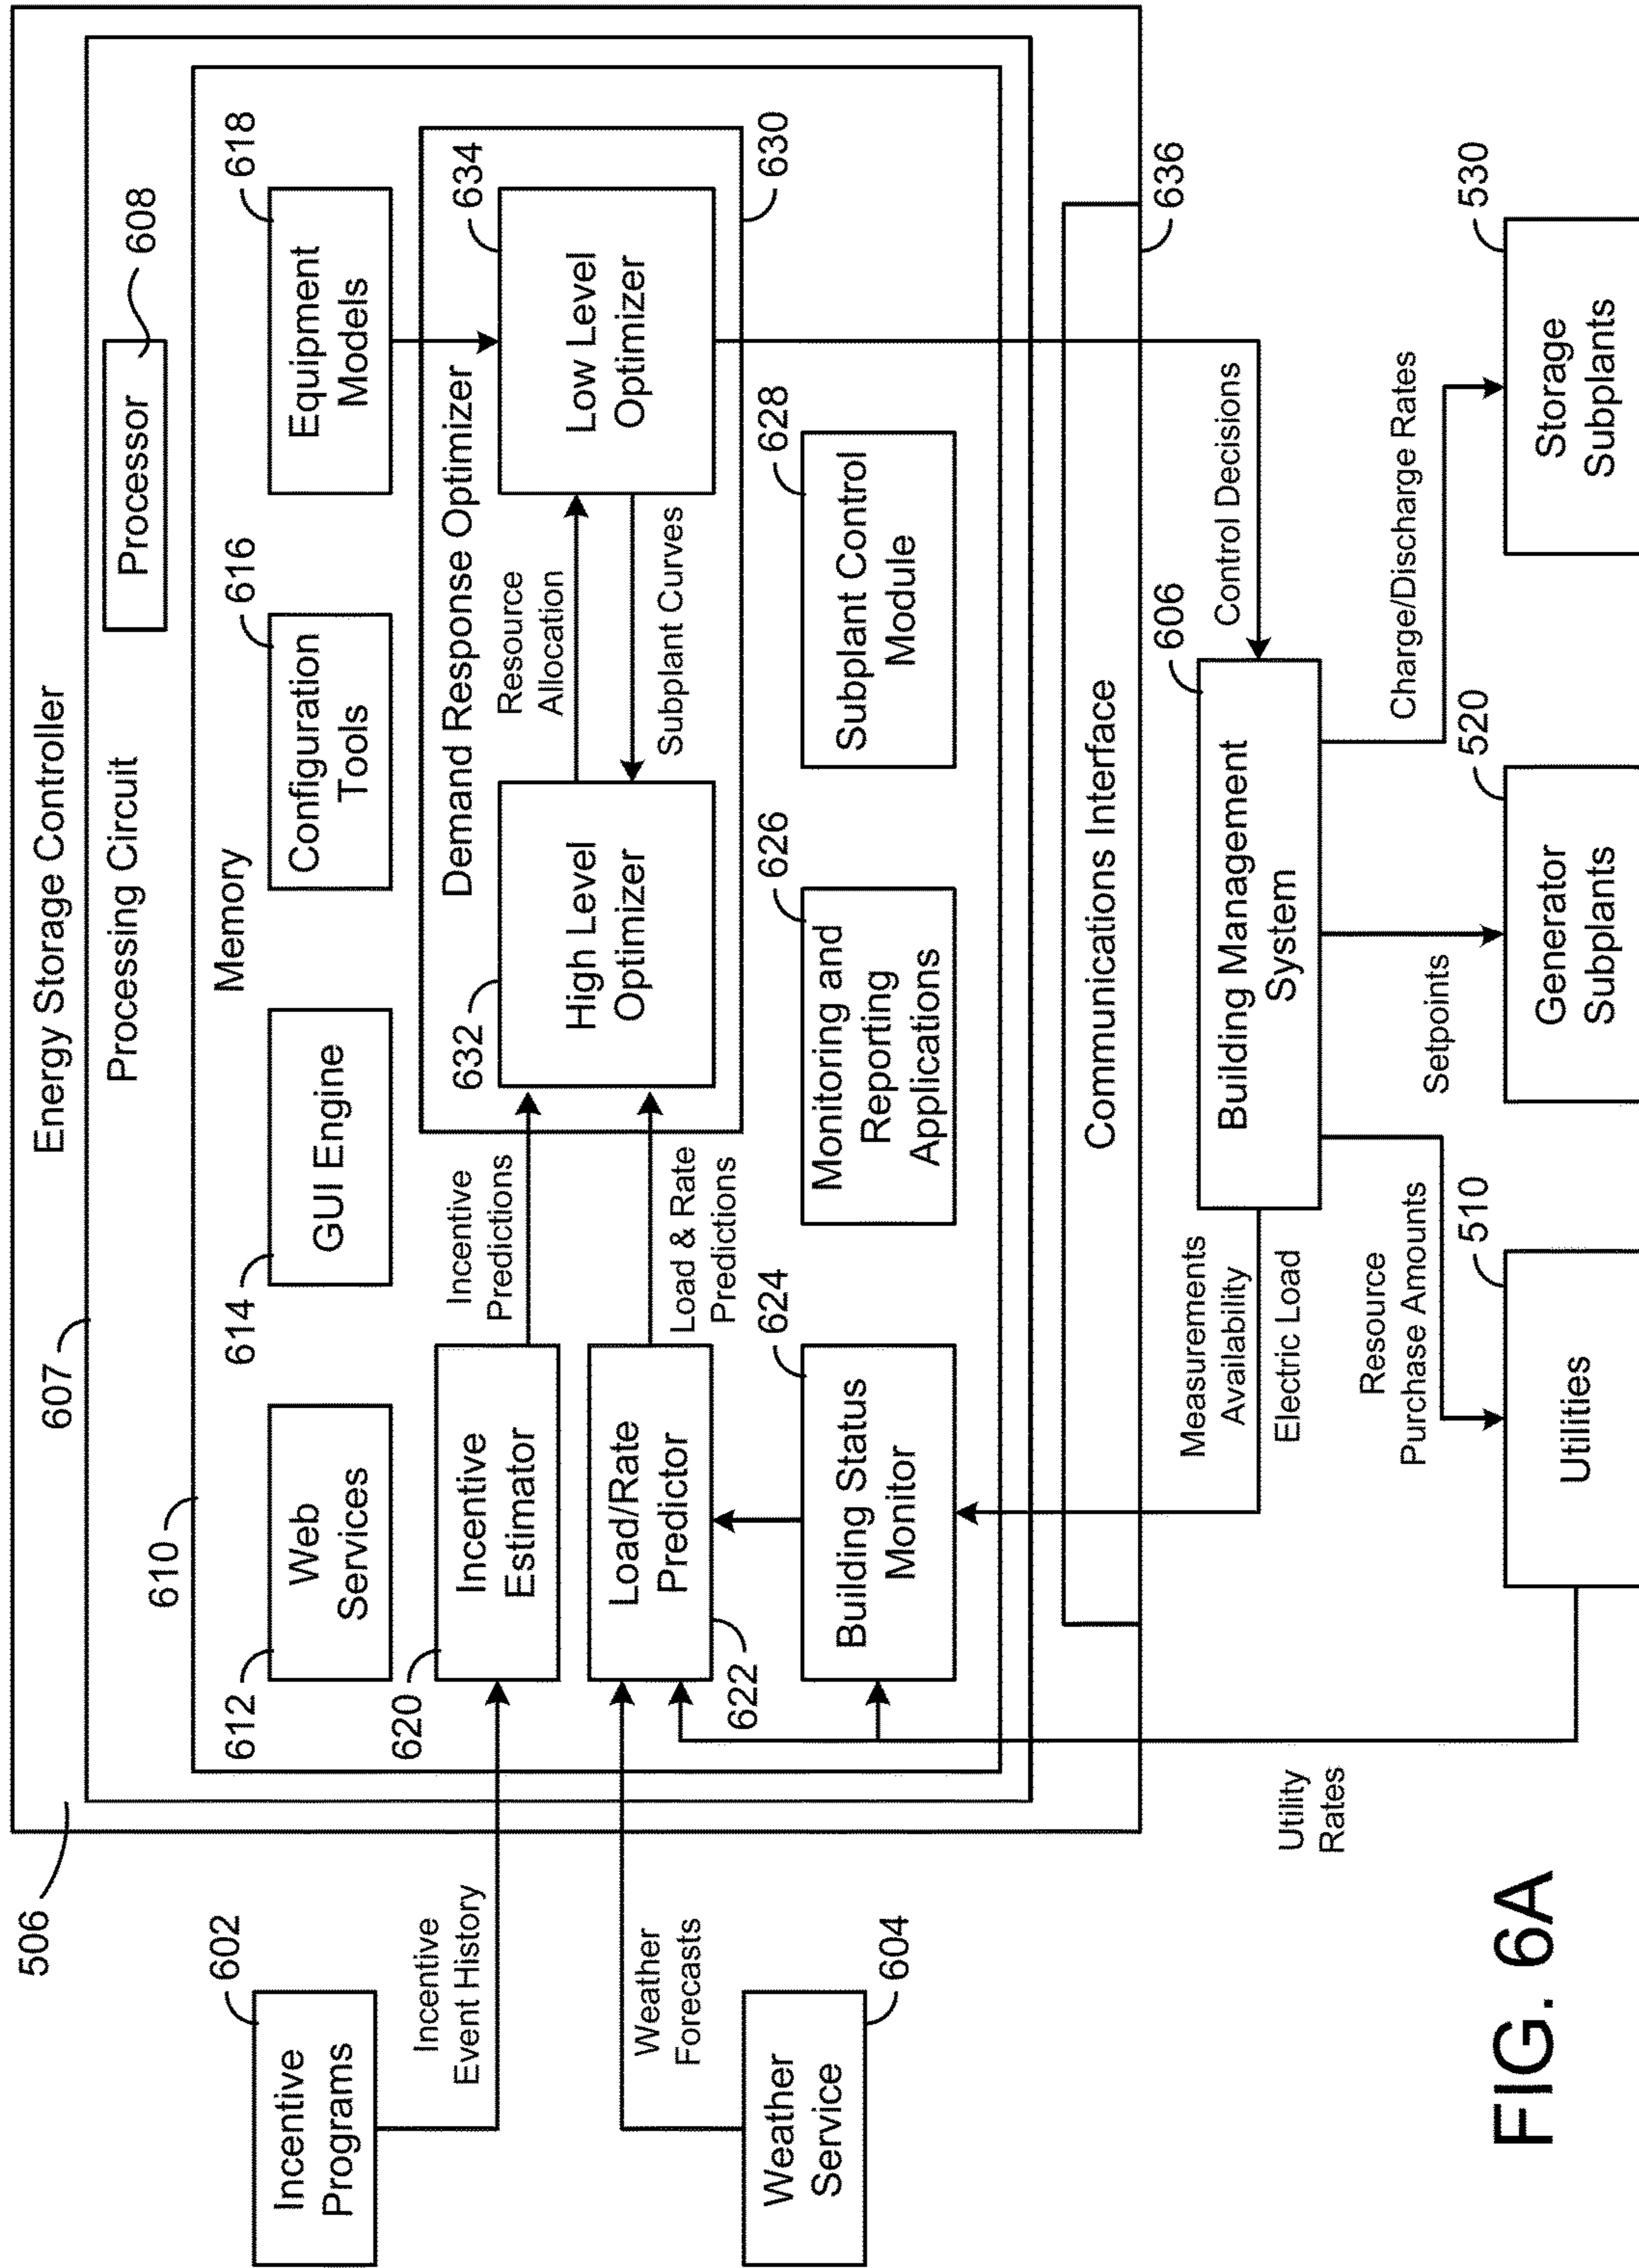 506
Energy Storage Controller
607
Processing Circuit
Processor
608
610
Memory
612
Web
Services
614
GUI Engine
616
Configuration
Tools
618
Equipment
Models
602
Incentive
Programs
Incentive
Event History
620
Incentive
Estimator
Incentive
Predictions
Demand Response Optimizer
632
High Level
Optimizer
Resource
Allocation
Subplant Curves
634
Low Level
Optimizer
630
Weather
Forecasts
604
Weather
Service
Load/Rate
Predictor
622
Load & Rate
Predictions
624
Building Status
Monitor
626
Monitoring and
Reporting
Applications
628
Subplant Control
Module
Communications Interface
636
Utility
Rates
Measurements
Availability
Electric Load
606
Building Management
System
Control Decisions
Resource
Purchase Amounts
Setpoints
Charge/Discharge Rates
510
Utilities
520
Generator
Subplants
530
Storage
Subplants
FIG. 6A